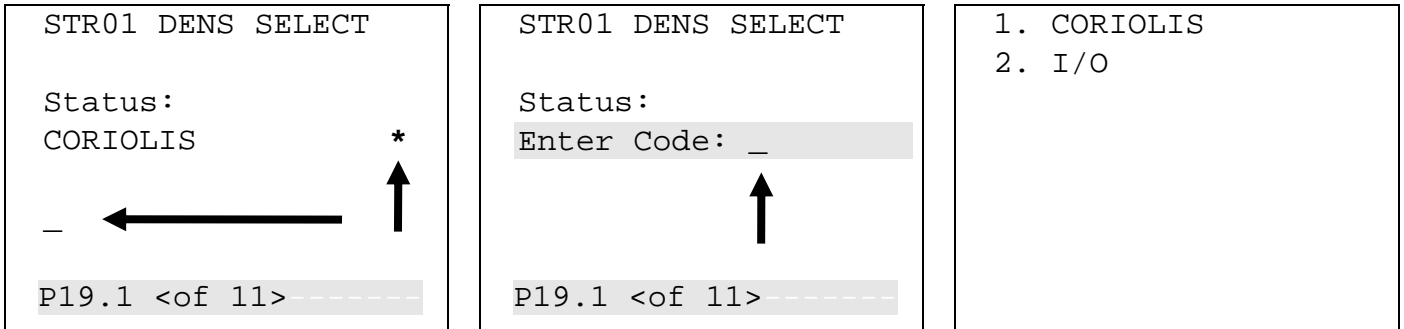 STR01 DENS SELECT
Status:
CORIOLIS *
_
P19.1 <of 11>-------
STR01 DENS SELECT
Status:
Enter Code: _
P19.1 <of 11>-------
1. CORIOLIS
2. I/O